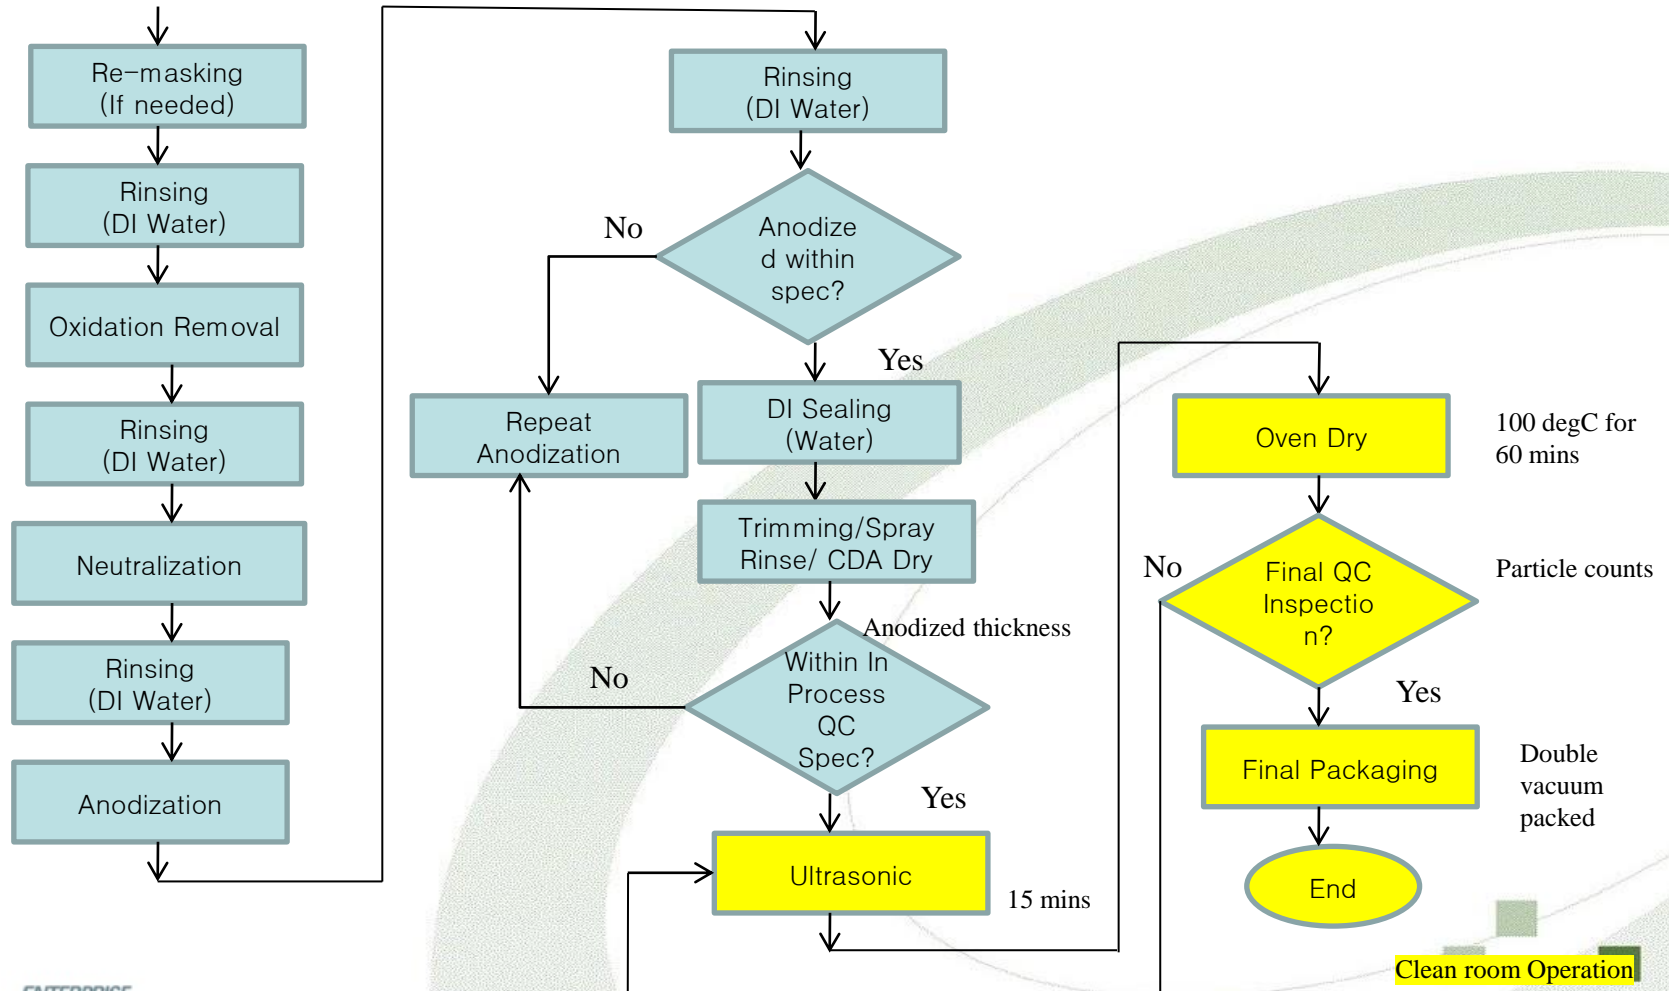 Re-masking
(If needed)
Rinsing
(DI Water)
Oxidation Removal
Rinsing
(DI Water)
Neutralization
Rinsing
(DI Water)
Anodization
Rinsing
(DI Water)
Anodize
d within
spec?
No
Yes
Repeat
Anodization
DI Sealing
(Water)
Trimming/Spray
Rinse/ CDA Dry
Anodized thickness
Within In
Process
QC
Spec?
No
Yes
Ultrasonic
15 mins
Oven Dry
100 degC for
60 mins
Final QC
Inspectio
n?
No
Particle counts
Yes
Final Packaging
Double
vacuum
packed
End
Clean room Operation